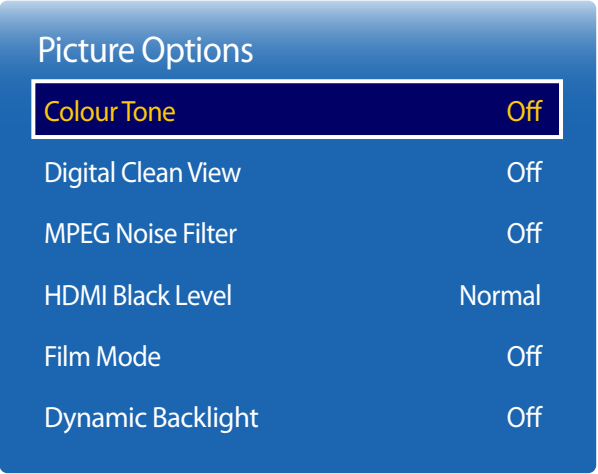 Picture Options
Colour Tone Off
Digital Clean View Off
MPEG Noise Filter Off
HDMI Black Level Normal
Film Mode Off
Dynamic Backlight Off